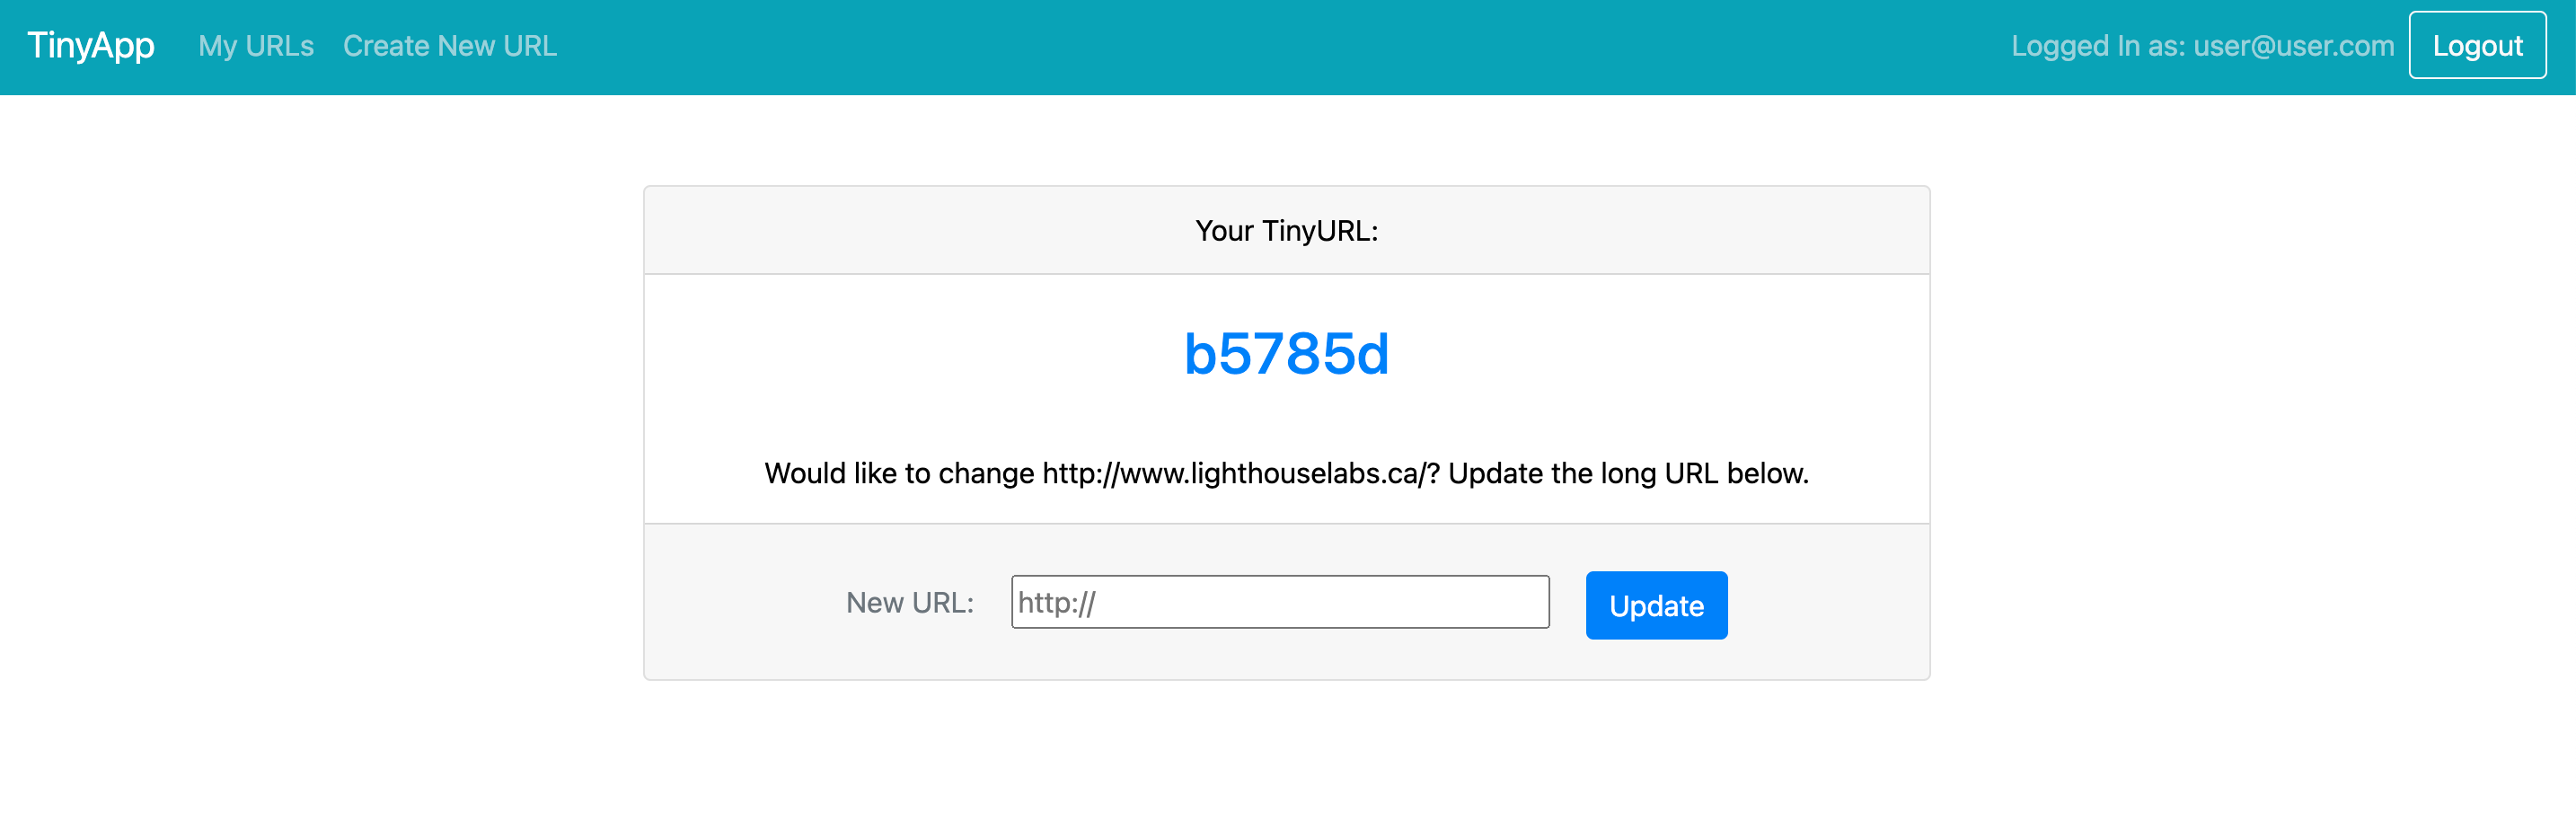 TinyApp My URLs Create New URL Logged In as: user@user.com Logout
Your TinyURL:
b5785d
Would like to change http://www.lighthouselabs.ca/? Update the long URL below.
New URL: http:// Update